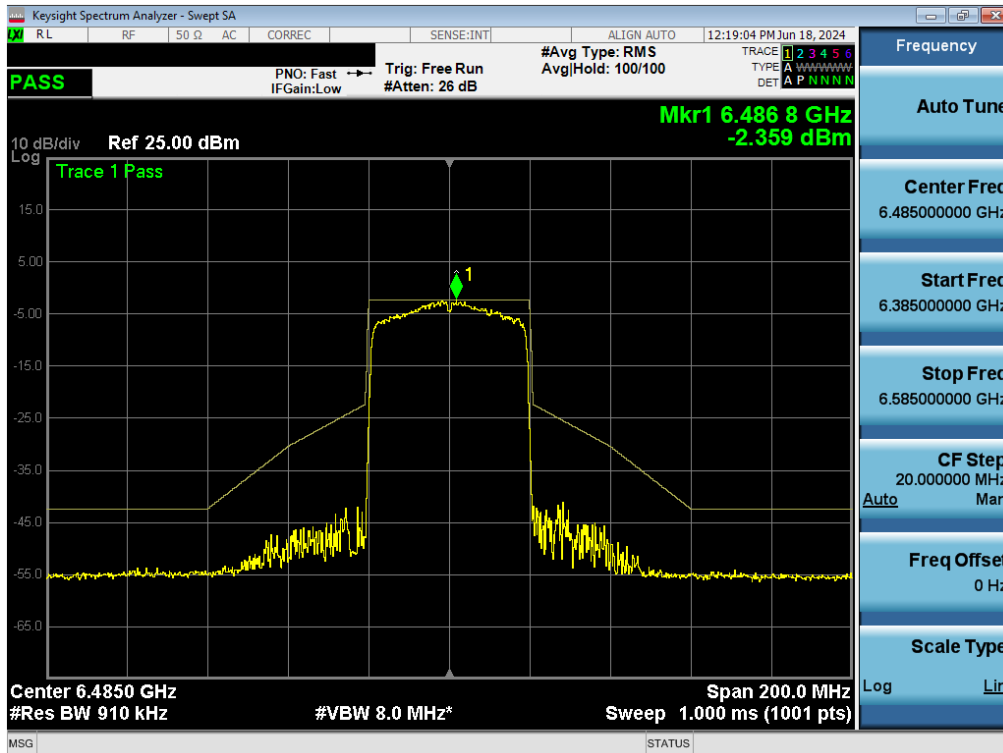 Keysight Spectrum Analyzer - Swept SA
LXI RL RF 50 Ω AC CORREC SENSE:INT ALIGN AUTO 12:19:04 PM Jun 18, 2024
PASS
PNO: Fast
IFGain:Low
Trig: Free Run
#Atten: 26 dB
#Avg Type: RMS
Avg|Hold: 100/100
TRACE 1 2 3 4 5 6
TYPE A WWWWW
DET A P N N N N
Mkr1 6.486 8 GHz
-2.359 dBm
10 dB/div Ref 25.00 dBm
Log
Trace 1 Pass
15.0
5.00
1
-5.00
-15.0
-25.0
-35.0
-45.0
-55.0
-65.0
Center 6.4850 GHz Span 200.0 MHz
#Res BW 910 kHz #VBW 8.0 MHz* Sweep 1.000 ms (1001 pts)
MSG STATUS
Frequency
Auto Tune
Center Freq
6.485000000 GHz
Start Freq
6.385000000 GHz
Stop Freq
6.585000000 GHz
CF Step
20.000000 MHz
Auto Man
Freq Offset
0 Hz
Scale Type
Log Lin